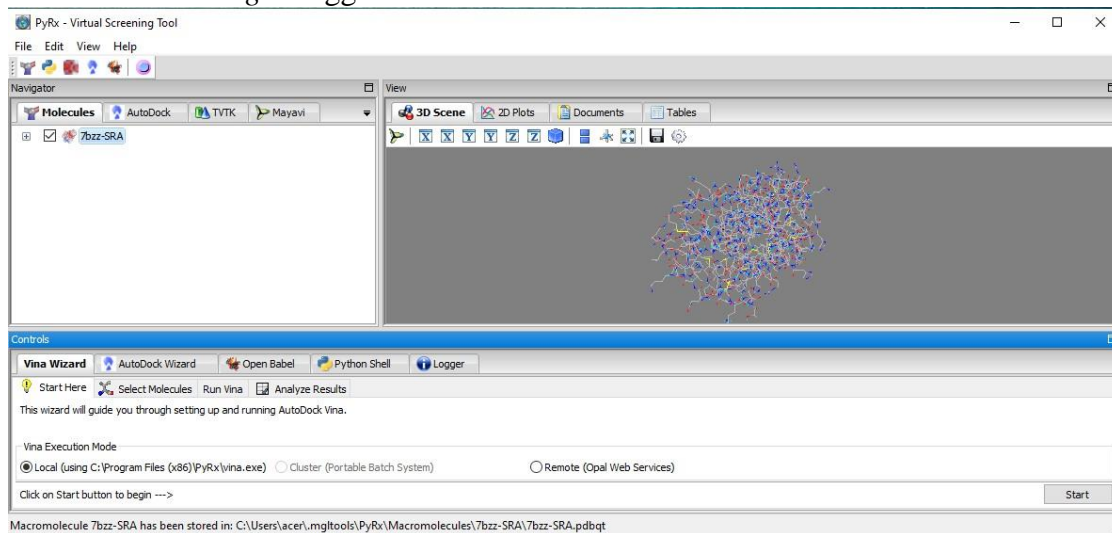 PyRx - Virtual Screening Tool
File Edit View Help
Navigator
View
Molecules AutoDock TVTK Mayavi
3D Scene 2D Plots Documents Tables
7bzz-SRA
X X Y Y Z Z
Controls
Vina Wizard AutoDock Wizard Open Babel Python Shell Logger
Start Here Select Molecules Run Vina Analyze Results
This wizard will guide you through setting up and running AutoDock Vina.
Vina Execution Mode
Local (using C:\Program Files (x86)\PyRx\vina.exe) Cluster (Portable Batch System) Remote (Opal Web Services)
Click on Start button to begin --->
Start
Macromolecule 7bzz-SRA has been stored in: C:\Users\acer\.mgltools\PyRx\Macromolecules\7bzz-SRA\7bzz-SRA.pdbqt